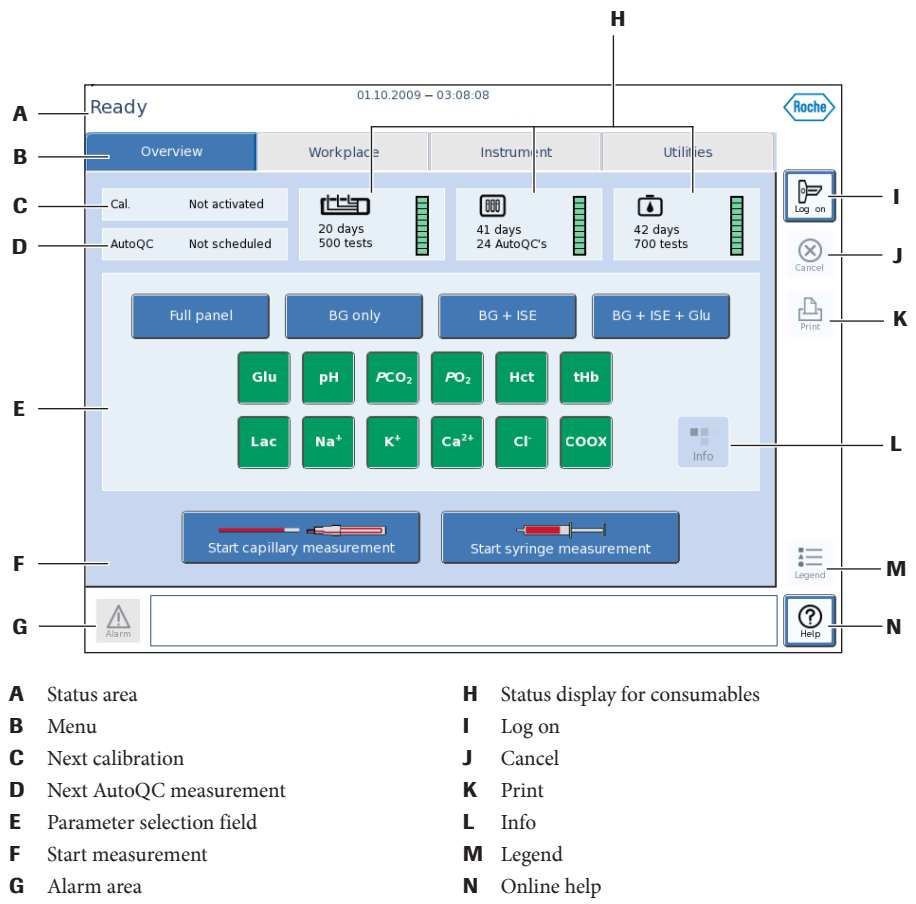 H
A
Ready
01.10.2009 – 03:08:08
Roche
B
Overview
Workplace
Instrument
Utilities
C
Cal. Not activated
20 days
500 tests
41 days
24 AutoQC's
42 days
700 tests
Log on
I
D
AutoQC Not scheduled
Cancel
J
Full panel
BG only
BG + ISE
BG + ISE + Glu
Print
K
Glu
pH
PCO₂
PO₂
Hct
tHb
E
Lac
Na⁺
K⁺
Ca²⁺
Cl⁻
COOX
Info
L
Start capillary measurement
Start syringe measurement
F
Legend
M
G
Alarm
Help
N
A Status area
B Menu
C Next calibration
D Next AutoQC measurement
E Parameter selection field
F Start measurement
G Alarm area
H Status display for consumables
I Log on
J Cancel
K Print
L Info
M Legend
N Online help